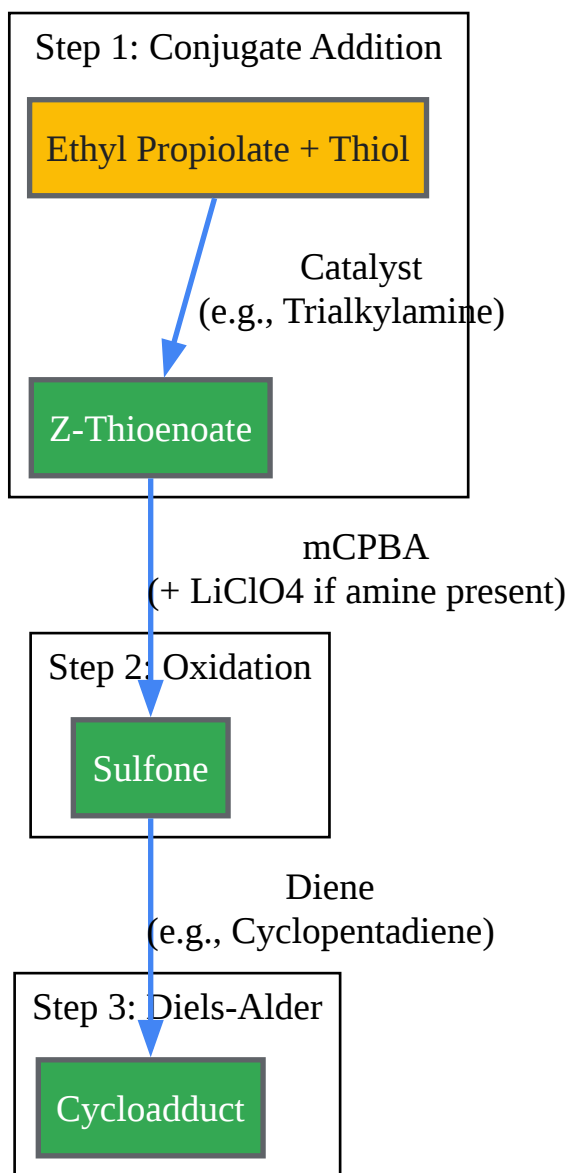 Step 1: Conjugate Addition
Ethyl Propiolate + Thiol
Catalyst
(e.g., Trialkylamine)
Z-Thioenoate
mCPBA
(+ LiClO4 if amine present)
Step 2: Oxidation
Sulfone
Diene
(e.g., Cyclopentadiene)
Step 3: Diels-Alder
Cycloadduct